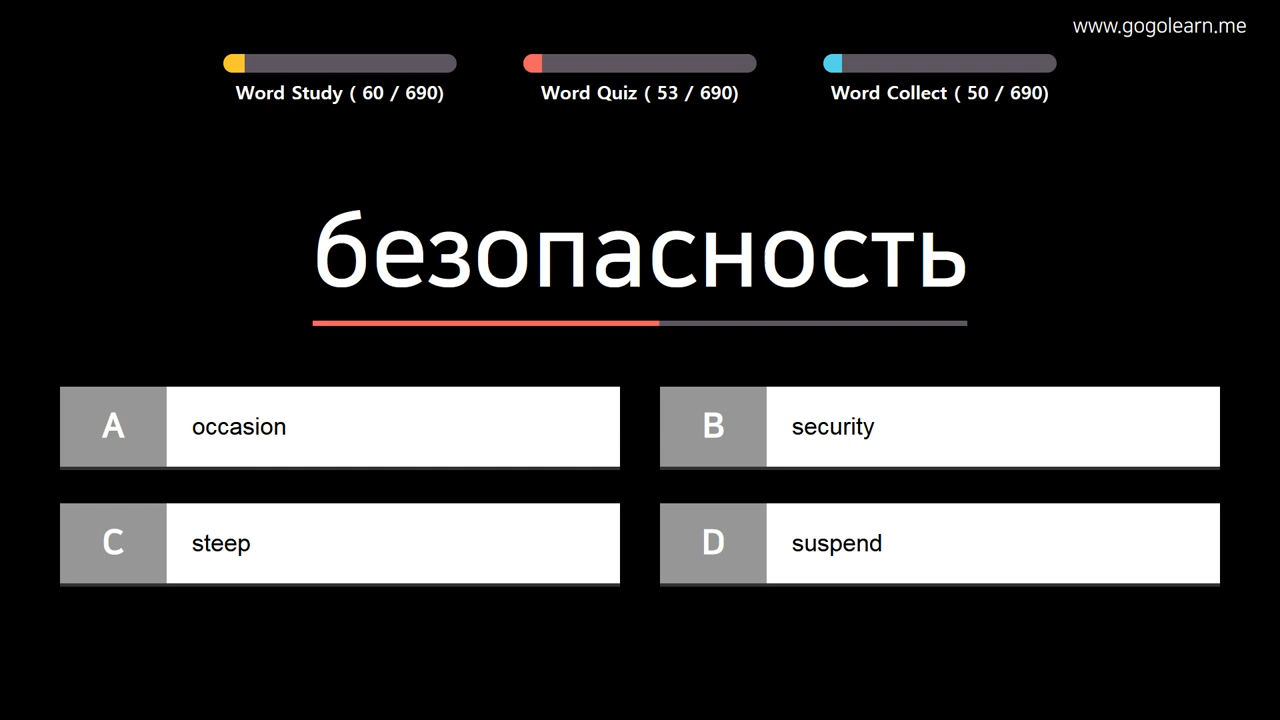 www.gogolearn.me
Word Study ( 60 / 690)
Word Quiz ( 53 / 690)
Word Collect ( 50 / 690)
безопасность
A occasion
B security
C steep
D suspend